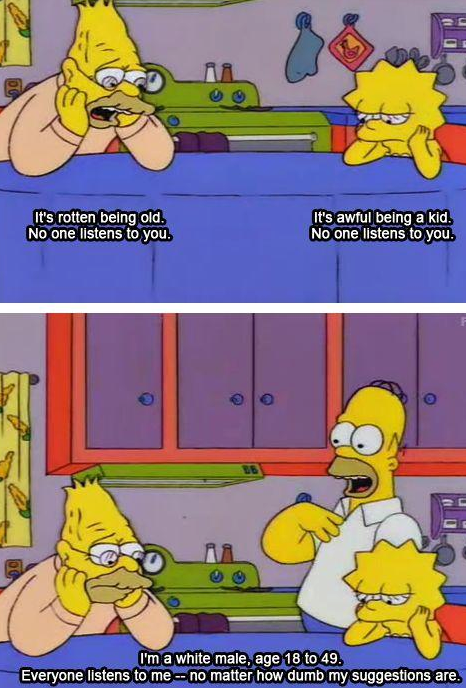 It's rotten being old.
No one listens to you.
It's awful being a kid.
No one listens to you.
I'm a white male, age 18 to 49.
Everyone listens to me -- no matter how dumb my suggestions are.